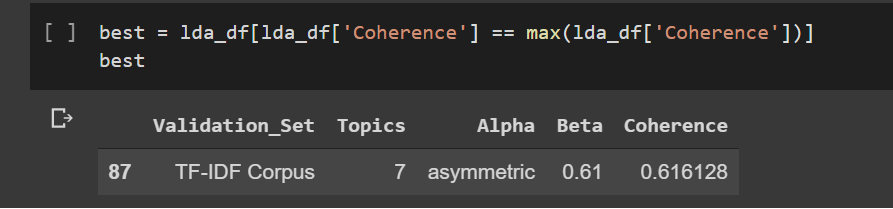 [ ] best = lda_df[lda_df['Coherence'] == max(lda_df['Coherence'])]
best
Validation_Set Topics Alpha Beta Coherence
87 TF-IDF Corpus 7 asymmetric 0.61 0.616128